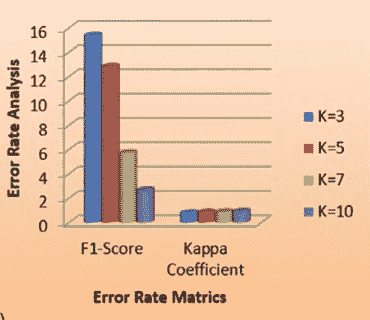 16
14
12
10
8
6
4
2
0
Error Rate Analysis
F1-Score
Kappa
Coefficient
Error Rate Matrics
K=3
K=5
K=7
K=10
)